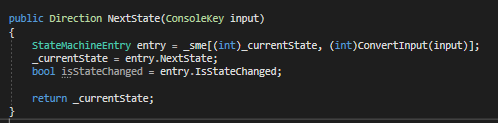 public Direction NextState(ConsoleKey input)
{
StateMachineEntry entry = _sme[(int)_currentState, (int)ConvertInput(input)];
_currentState = entry.NextState;
bool isStateChanged = entry.IsStateChanged;
return _currentState;
}